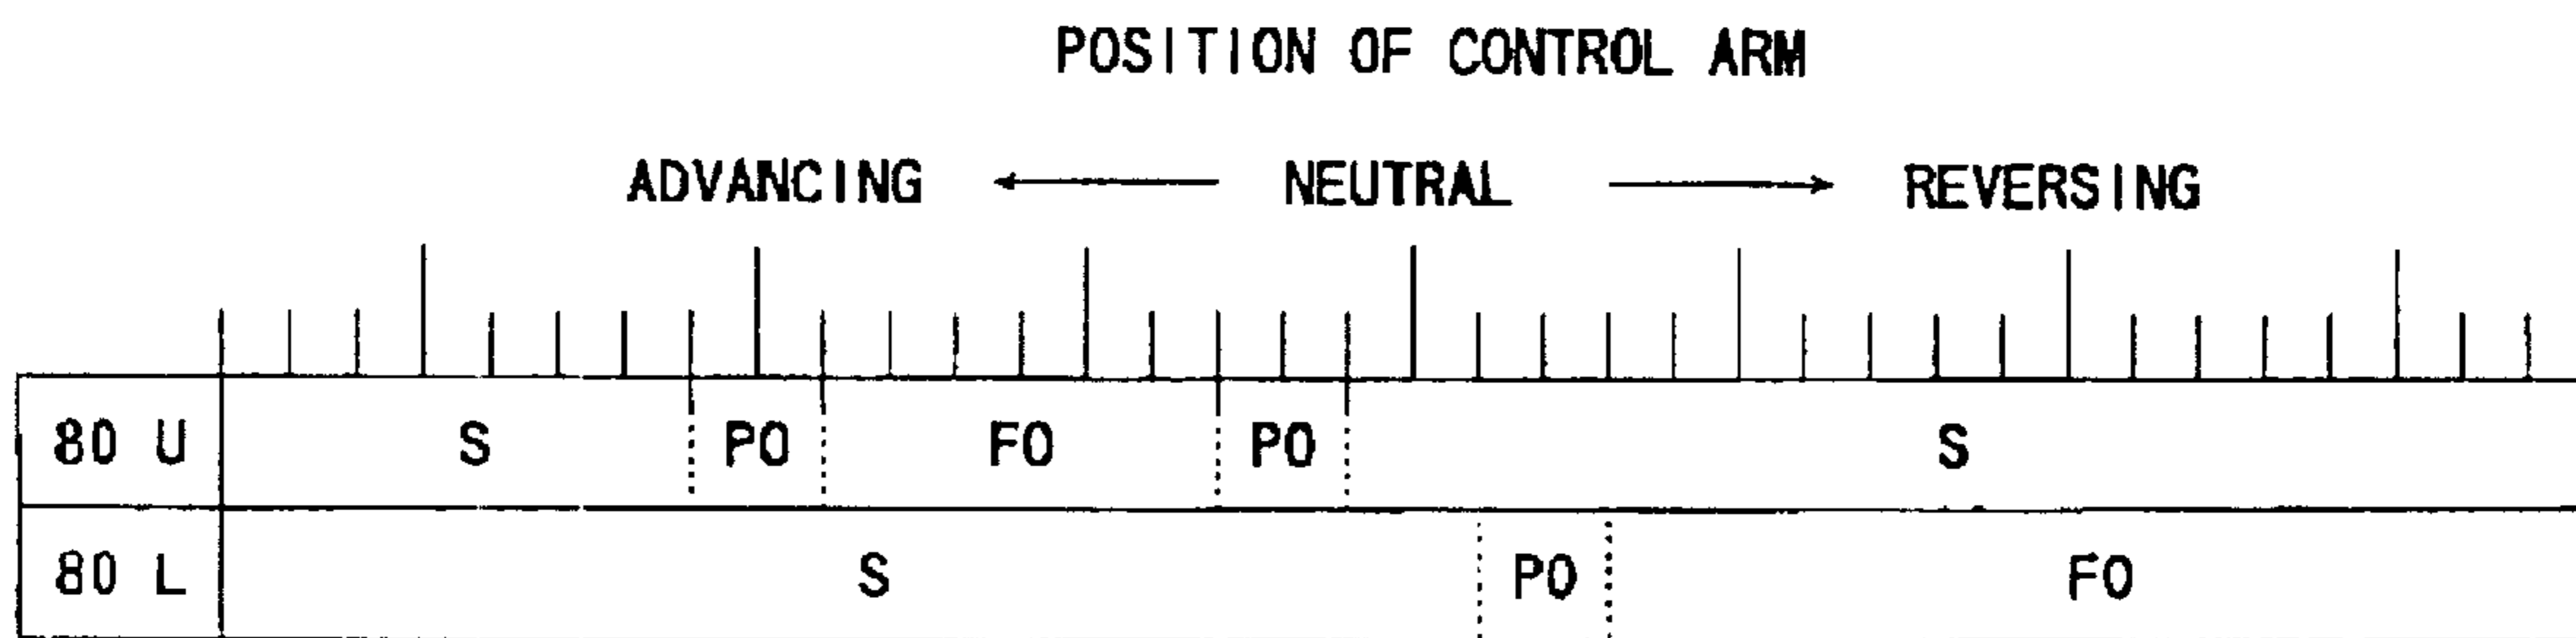 POSITION OF CONTROL ARM
ADVANCING ← NEUTRAL → REVERSING
80 U S PO FO PO S
80 L S PO FO